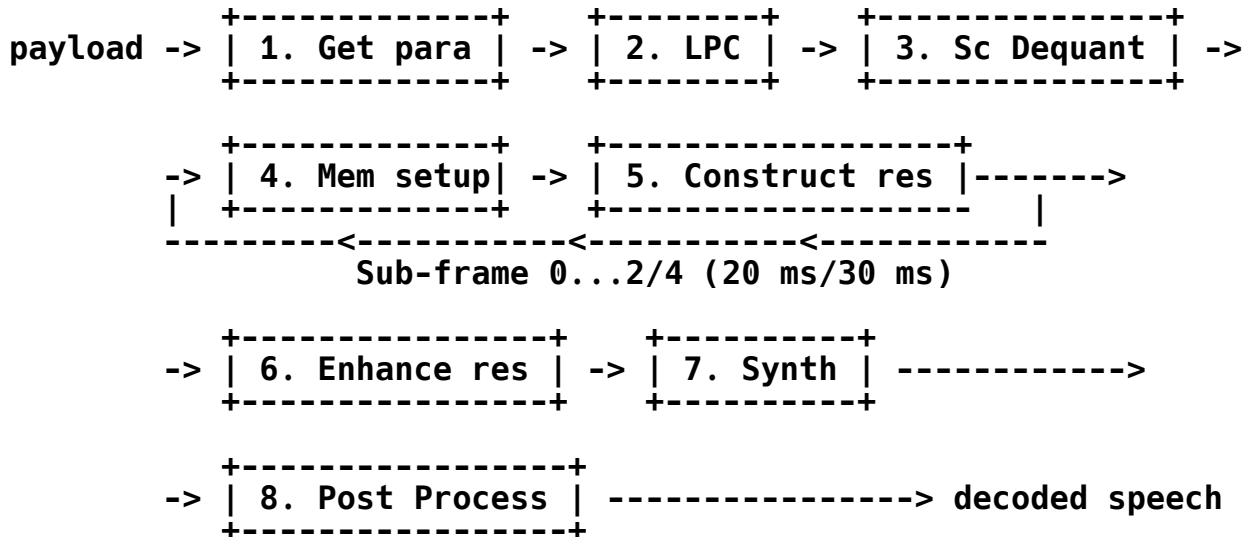 +-------------+    +--------+    +---------------+
payload -> | 1. Get para | -> | 2. LPC | -> | 3. Sc Dequant | ->
            +-------------+    +--------+    +---------------+

            +-------------+    +------------------+
        -> | 4. Mem setup| -> | 5. Construct res |------->
        |  +-------------+    +-------------------   |
        ---------<-----------<-----------<------------
                  Sub-frame 0...2/4 (20 ms/30 ms)

            +----------------+    +----------+
        -> | 6. Enhance res | -> | 7. Synth | ------------>
            +----------------+    +----------+

            +-----------------+
        -> | 8. Post Process | ----------------> decoded speech
            +-----------------+